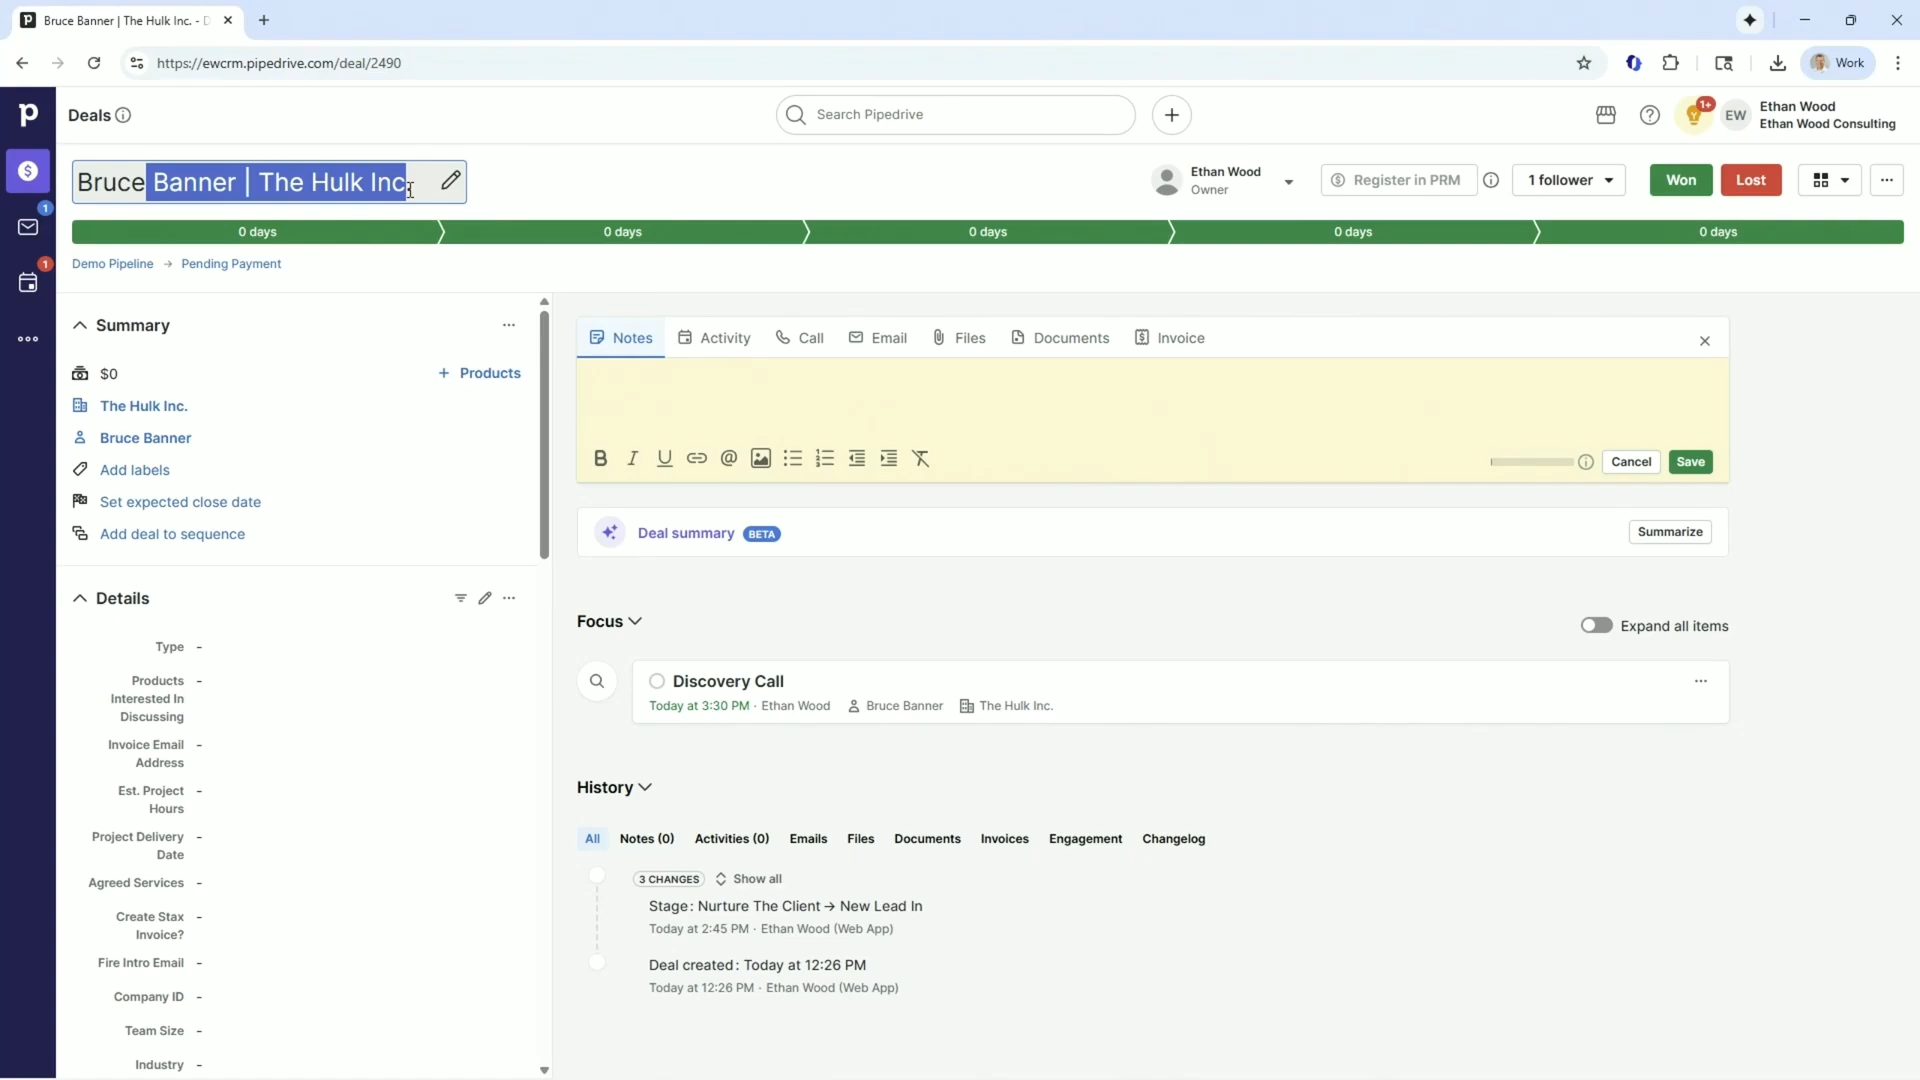 Bruce Banner | The Hulk Inc. - D
https://ewcrm.pipedrive.com/deal/2490
Work
Deals
Search Pipedrive
1+
EW
Ethan Wood
Ethan Wood Consulting
Bruce Banner | The Hulk Inc.
Ethan Wood
Owner
Register in PRM
1 follower
Won
Lost
1
0 days
0 days
0 days
0 days
0 days
Demo Pipeline → Pending Payment
1
Summary
$0
+ Products
The Hulk Inc.
Bruce Banner
Add labels
Set expected close date
Add deal to sequence
Details
Type -
Products Interested In Discussing -
Invoice Email Address -
Est. Project Hours -
Project Delivery Date -
Agreed Services -
Create Stax Invoice? -
Fire Intro Email -
Company ID -
Team Size -
Industry -
Notes
Activity
Call
Email
Files
Documents
Invoice
Cancel
Save
Deal summary BETA
Summarize
Focus
Expand all items
Discovery Call
Today at 3:30 PM · Ethan Wood Bruce Banner The Hulk Inc.
History
All
Notes (0)
Activities (0)
Emails
Files
Documents
Invoices
Engagement
Changelog
3 CHANGES Show all
Stage: Nurture The Client → New Lead In
Today at 2:45 PM · Ethan Wood (Web App)
Deal created: Today at 12:26 PM
Today at 12:26 PM · Ethan Wood (Web App)